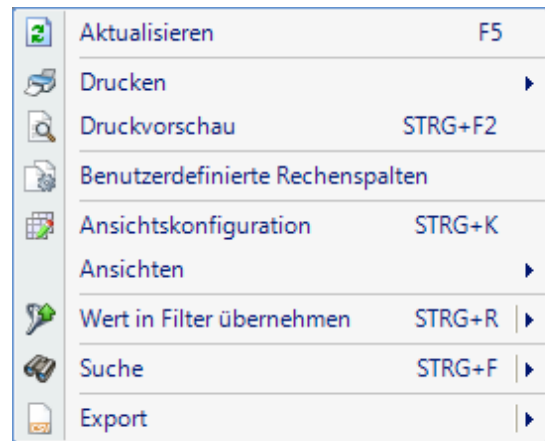 Aktualisieren F5
Drucken
Druckvorschau STRG+F2
Benutzerdefinierte Rechenspalten
Ansichtskonfiguration STRG+K
Ansichten
Wert in Filter übernehmen STRG+R
Suche STRG+F
Export